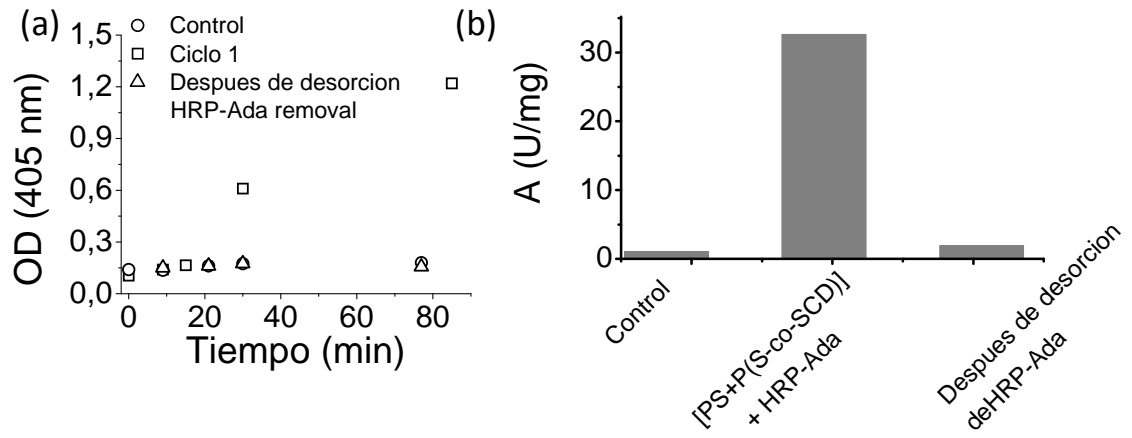 (a)
Control
Ciclo 1
Despues de desorcion
HRP-Ada removal
OD (405 nm)
1,5
1,2
0,9
0,6
0,3
0,0
0
20
40
60
80
Tiempo (min)
(b)
A (U/mg)
30
20
10
0
Control
[PS+P(S-co-SCD)]
+ HRP-Ada
Despues de desorcion
deHRP-Ada